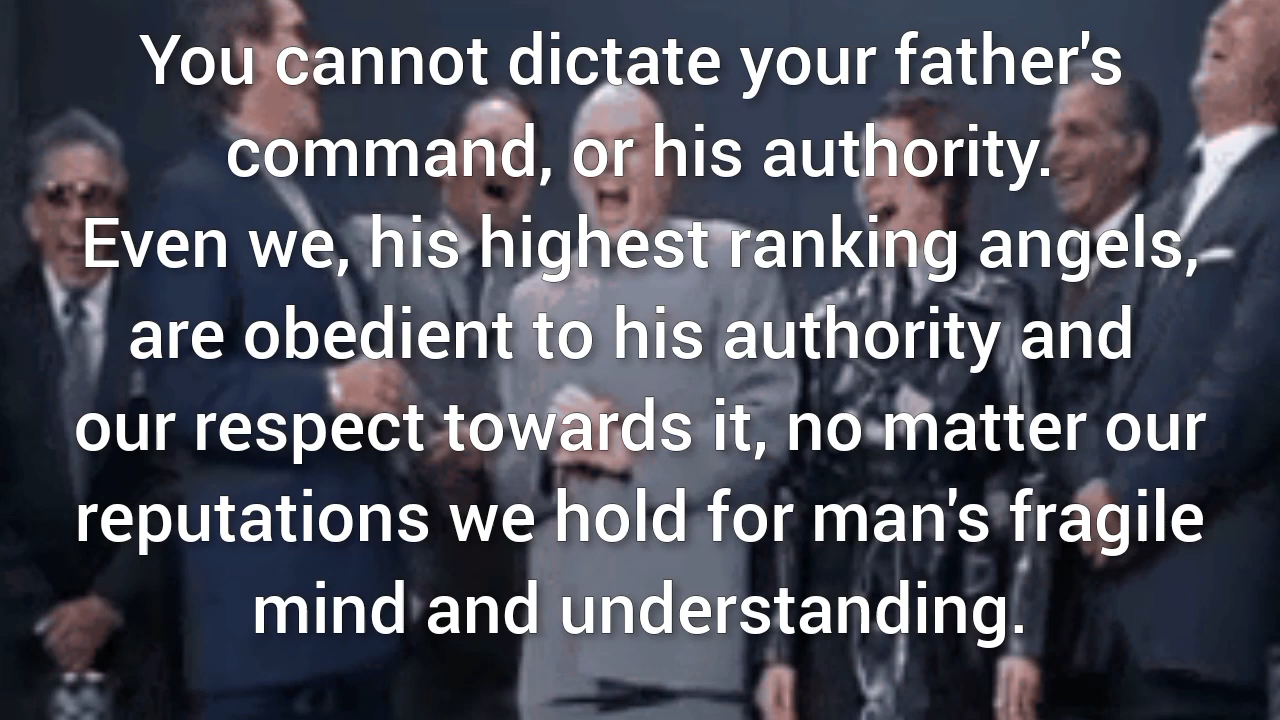 You cannot dictate your father's
command, or his authority.
Even we, his highest ranking angels,
are obedient to his authority and
our respect towards it, no matter our
reputations we hold for man's fragile
mind and understanding.